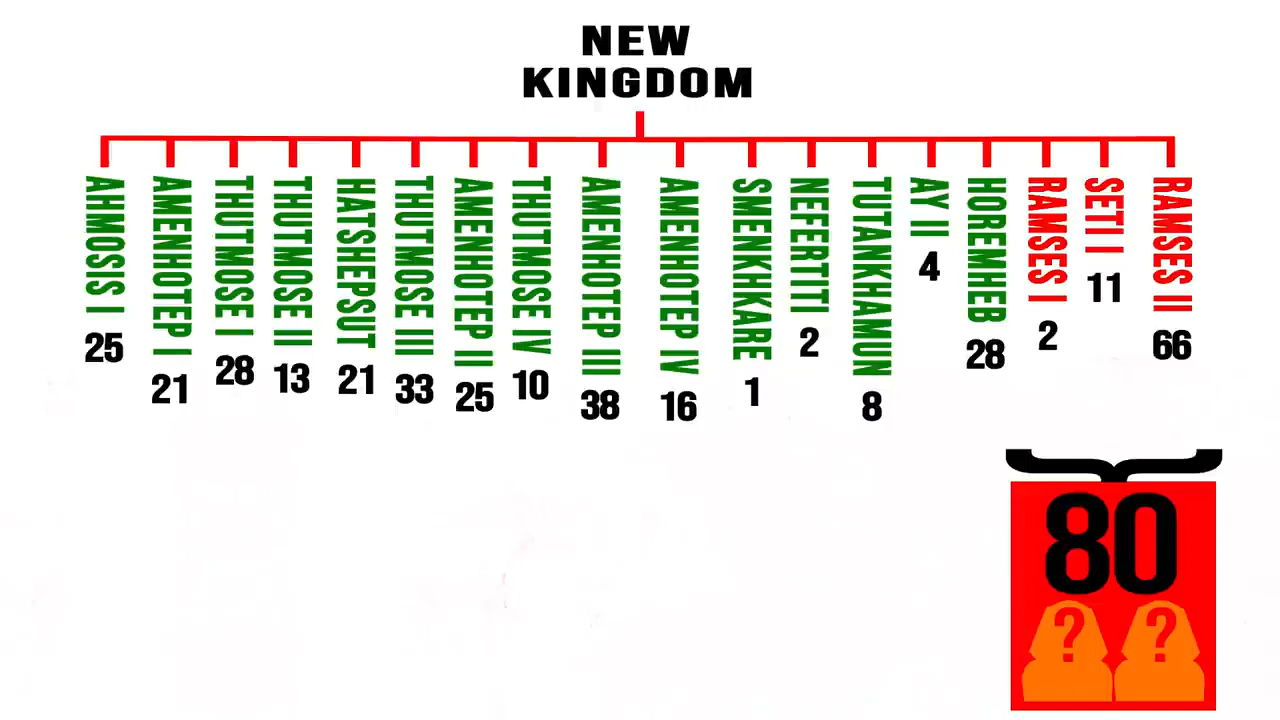 NEW
KINGDOM
AHMOSIS I
25
AMENHOTEP I
21
THUTMOSE I
28
THUTMOSE II
13
HATSHEPSUT
21
THUTMOSE III
33
AMENHOTEP II
25
THUTMOSE IV
10
AMENHOTEP III
38
AMENHOTEP IV
16
SMENKHKARE
1
NEFERTITI
2
TUTANKHAMUN
8
AY II
4
HOREMHEB
28
RAMSES I
2
SETI I
11
RAMSES II
66
80
? ?